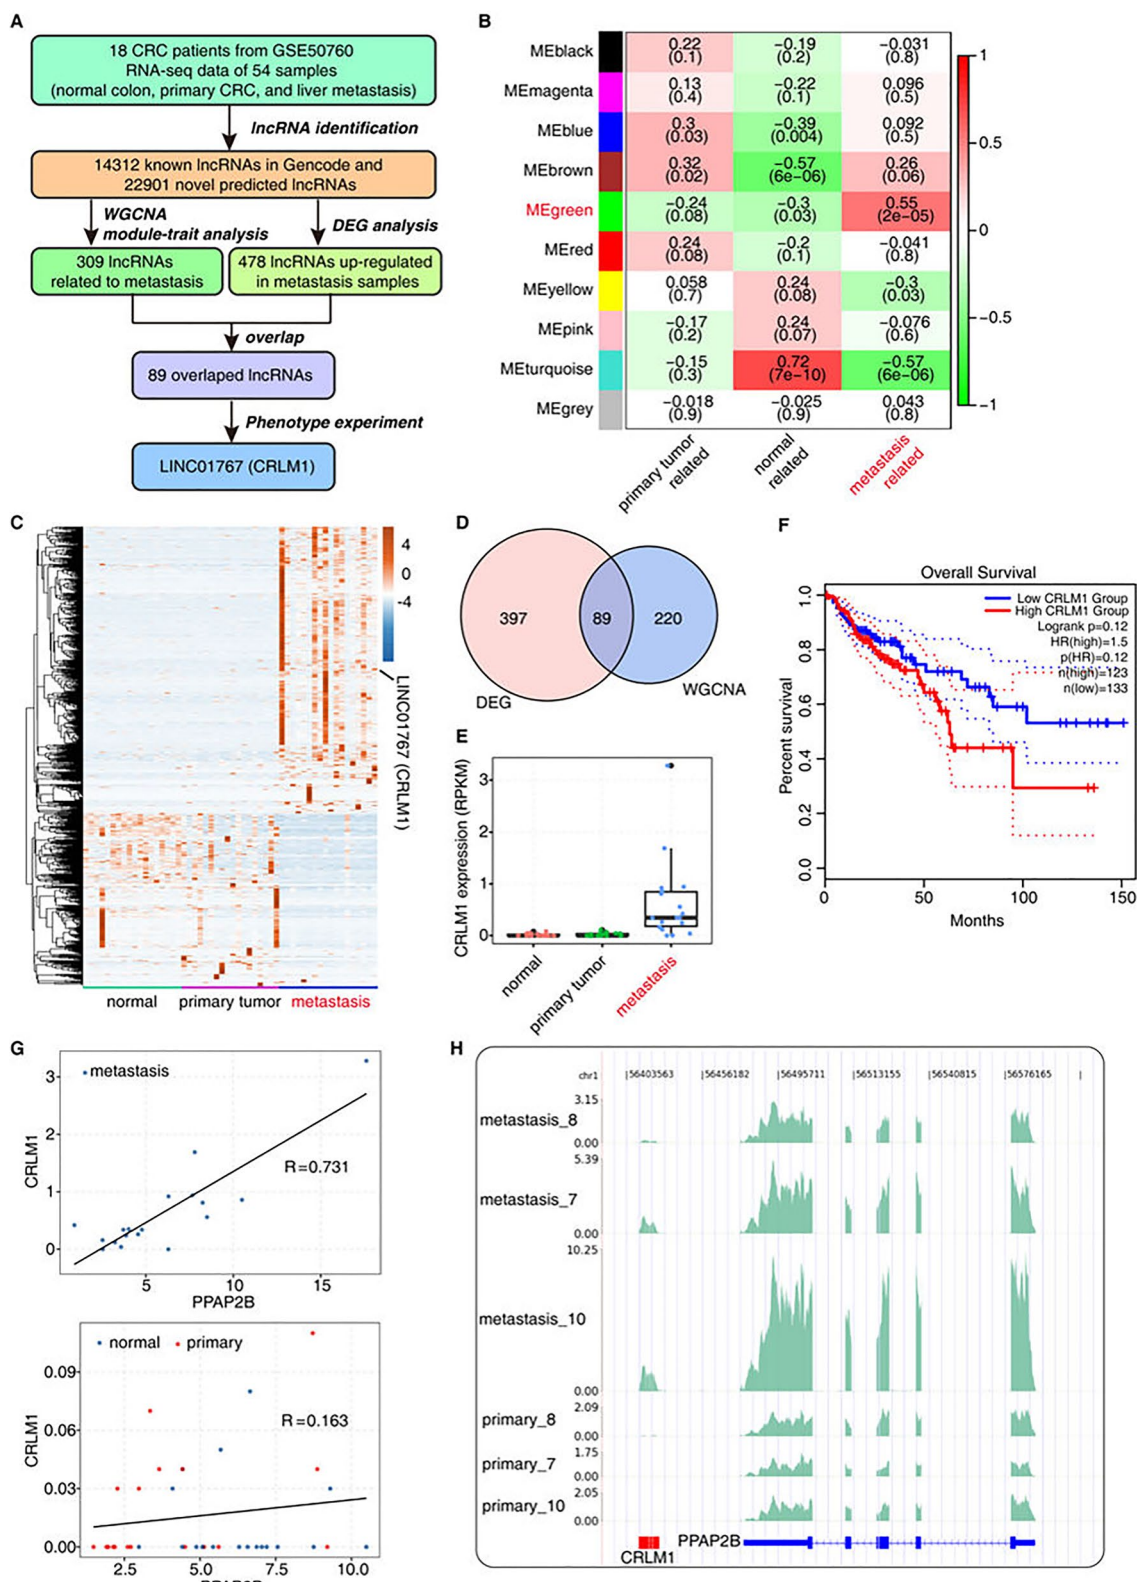 A
18 CRC patients from GSE50760
RNA-seq data of 54 samples
(normal colon, primary CRC, and liver metastasis)
lncRNA identification
14312 known lncRNAs in Gencode and
22901 novel predicted lncRNAs
WGCNA
module-trait analysis
DEG analysis
309 lncRNAs
related to metastasis
478 lncRNAs up-regulated
in metastasis samples
overlap
89 overlaped lncRNAs
Phenotype experiment
LINC01767 (CRLM1)
B
MEblack 0.22 (0.1) −0.19 (0.2) −0.031 (0.8)
MEmagenta 0.13 (0.4) −0.22 (0.1) 0.096 (0.5)
MEblue 0.3 (0.03) −0.39 (0.004) 0.092 (0.5)
MEbrown 0.32 (0.02) −0.57 (6e−06) 0.26 (0.06)
MEgreen −0.24 (0.08) −0.3 (0.03) 0.55 (2e−05)
MEred 0.24 (0.08) −0.2 (0.1) −0.041 (0.8)
MEyellow 0.058 (0.7) 0.24 (0.08) −0.3 (0.03)
MEpink −0.17 (0.2) 0.24 (0.07) −0.076 (0.6)
MEturquoise −0.15 (0.3) 0.72 (7e−10) −0.57 (6e−06)
MEgrey −0.018 (0.9) −0.025 (0.9) 0.043 (0.8)
primary tumor related
normal related
metastasis related
1
0.5
0
−0.5
−1
C
4
0
-4
LINC01767 (CRLM1)
normal primary tumor metastasis
D
397 89 220
DEG
WGCNA
E
CRLM1 expression (RPKM)
3
2
1
0
normal
primary tumor
metastasis
F
Overall Survival
Low CRLM1 Group
High CRLM1 Group
Logrank p=0.12
HR(high)=1.5
p(HR)=0.12
n(high)=123
n(low)=133
Percent survival
1.0
0.8
0.6
0.4
0.2
0.0
0 50 100 150
Months
G
metastasis
CRLM1
3
2
1
0
R=0.731
5 10 15
PPAP2B
normal primary
CRLM1
0.09
0.06
0.03
0.00
R=0.163
2.5 5.0 7.5 10.0
H
chr1 |56403563 |56456182 |56495711 |56513155 |56540815 |56576165 |
metastasis_8 3.15 0.00
metastasis_7 5.39 0.00
metastasis_10 10.25 0.00
primary_8 2.09 0.00
primary_7 1.75 0.00
primary_10 2.05 0.00
CRLM1
PPAP2B